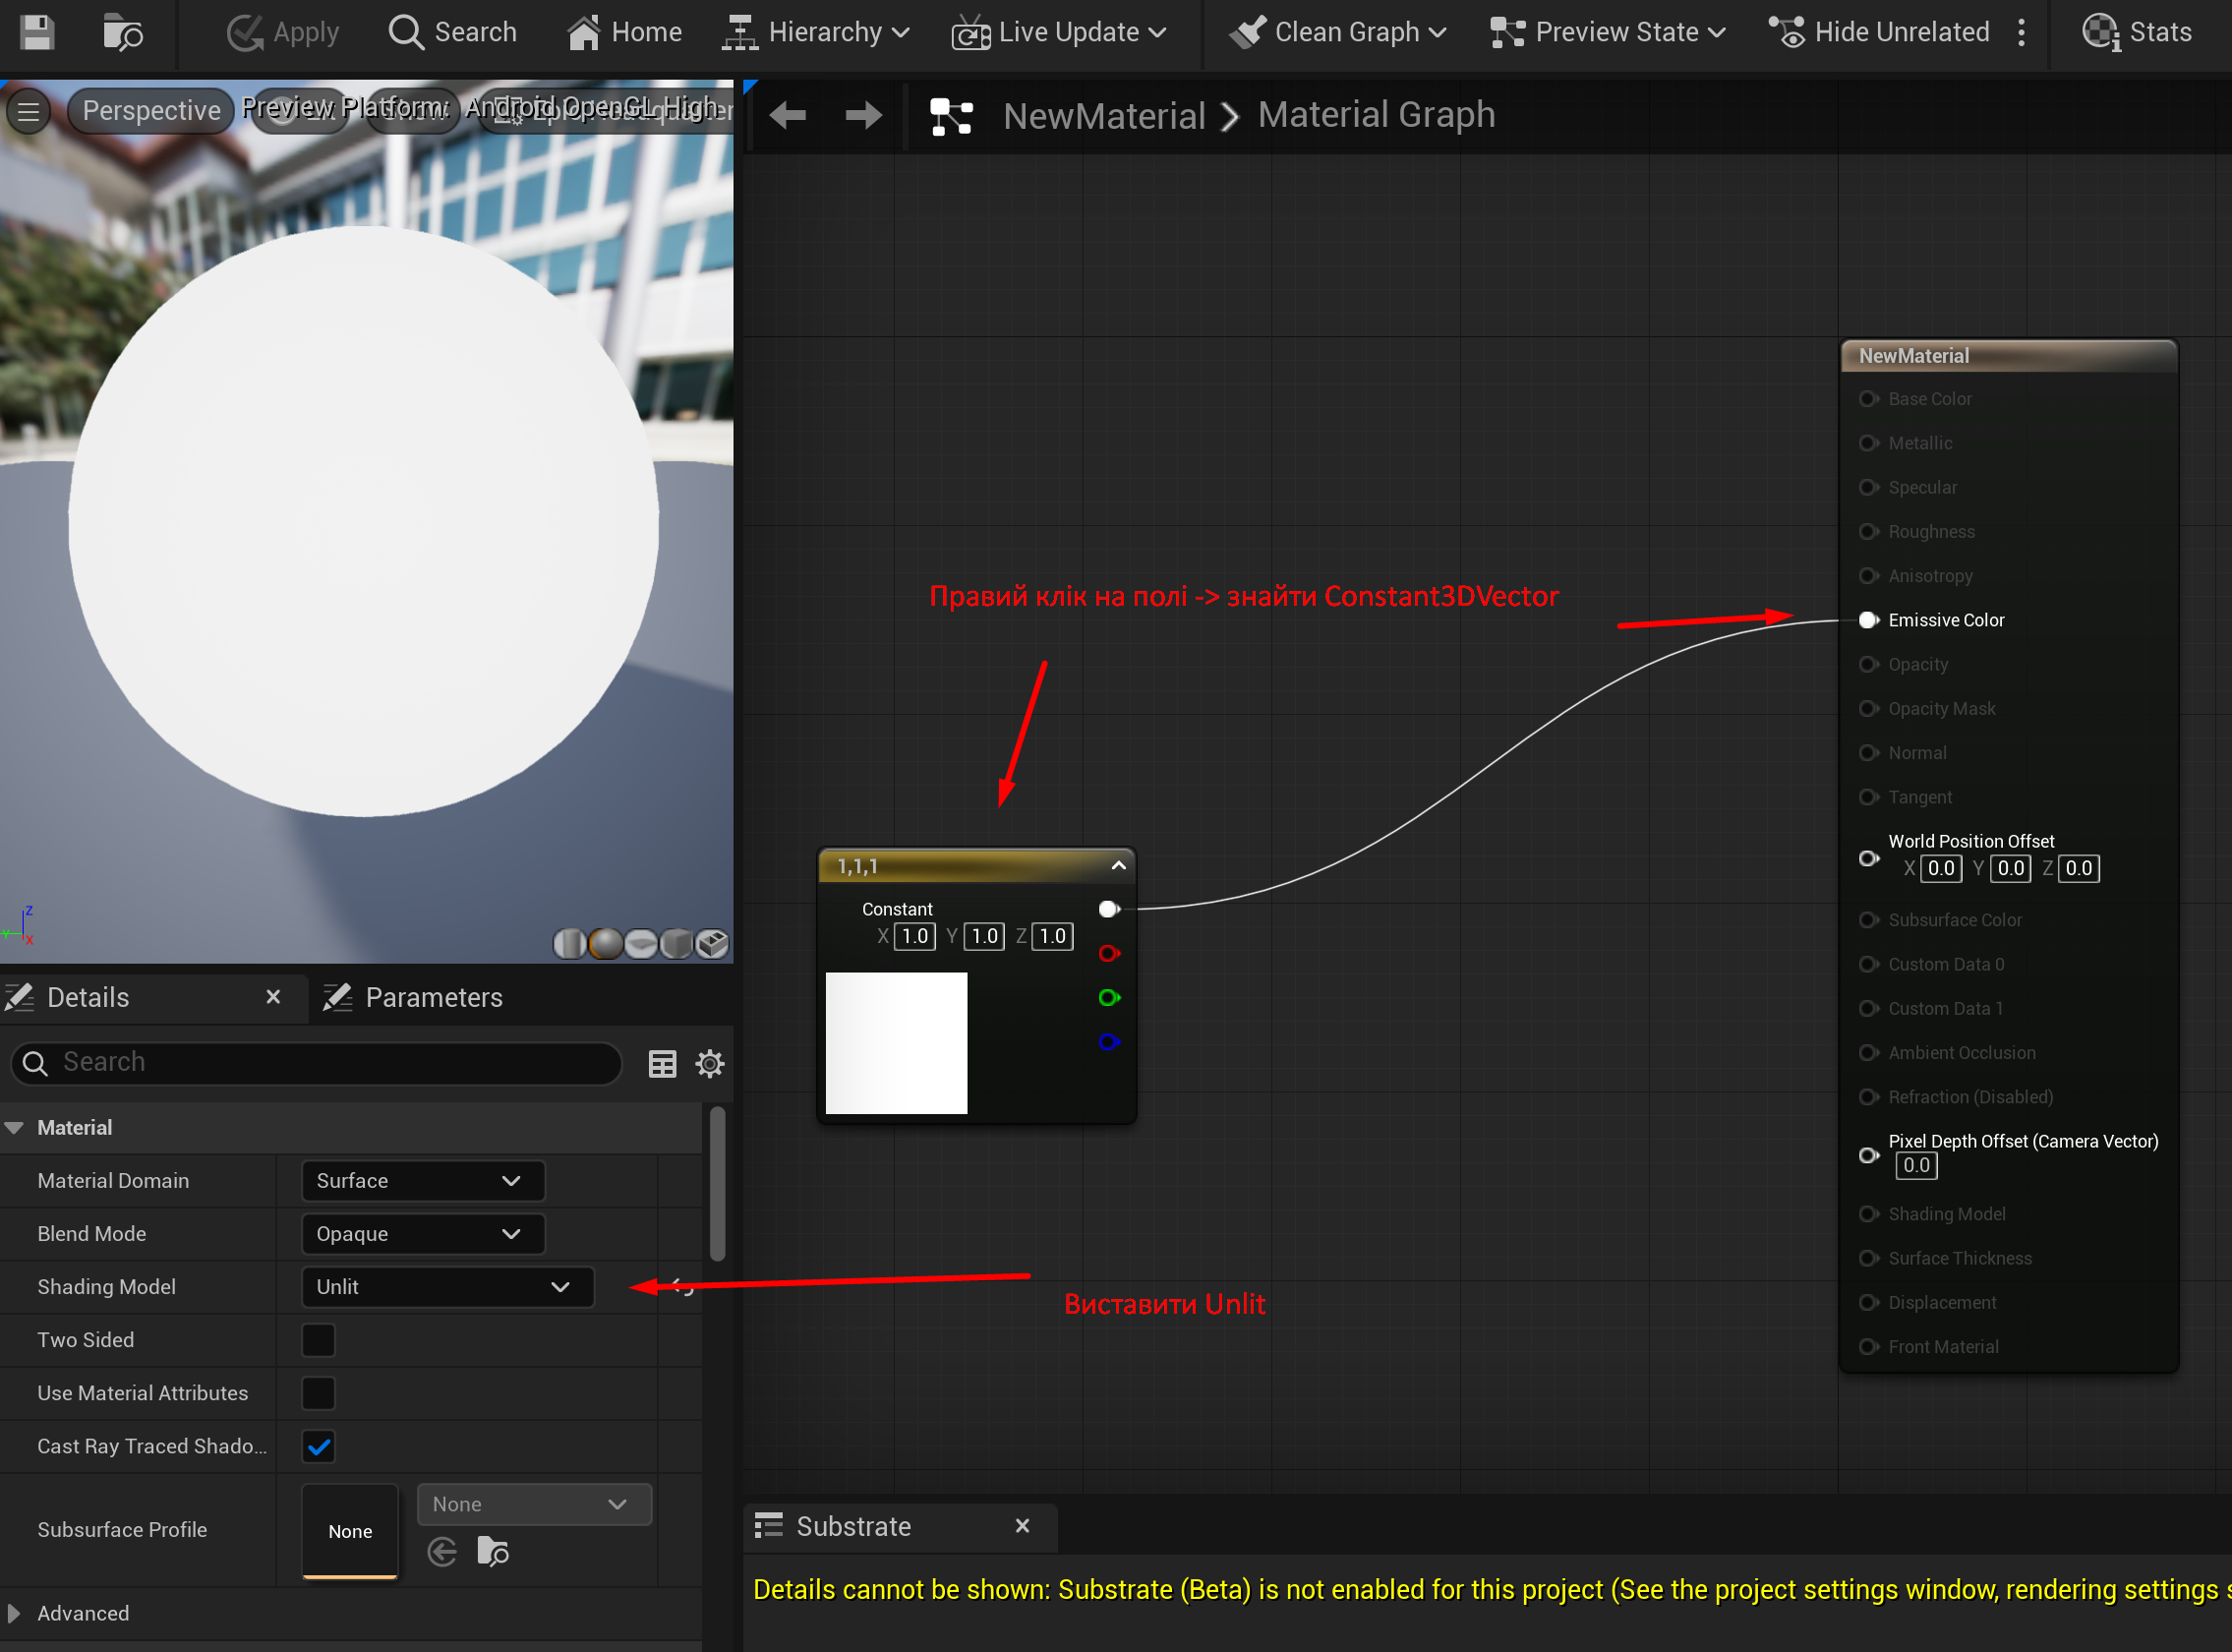 Apply
Search
Home
Hierarchy
Live Update
Clean Graph
Preview State
Hide Unrelated
Stats
Perspective
Preview Platform: Android OpenGL High
NewMaterial
Material Graph
NewMaterial
Base Color
Metallic
Specular
Roughness
Anisotropy
Правий клік на полі -> знайти Constant3DVector
Emissive Color
Opacity
Opacity Mask
Normal
Tangent
World Position Offset
X 0.0 Y 0.0 Z 0.0
Subsurface Color
Custom Data 0
Custom Data 1
Ambient Occlusion
Refraction (Disabled)
Pixel Depth Offset (Camera Vector)
0.0
Shading Model
Surface Thickness
Displacement
Front Material
1,1,1
Constant
X 1.0 Y 1.0 Z 1.0
Z
Y
X
Details
Parameters
Search
Material
Material Domain Surface
Blend Mode Opaque
Shading Model Unlit
Виставити Unlit
Two Sided
Use Material Attributes
Cast Ray Traced Shado...
Subsurface Profile None None
Advanced
Substrate
Details cannot be shown: Substrate (Beta) is not enabled for this project (See the project settings window, rendering settings s